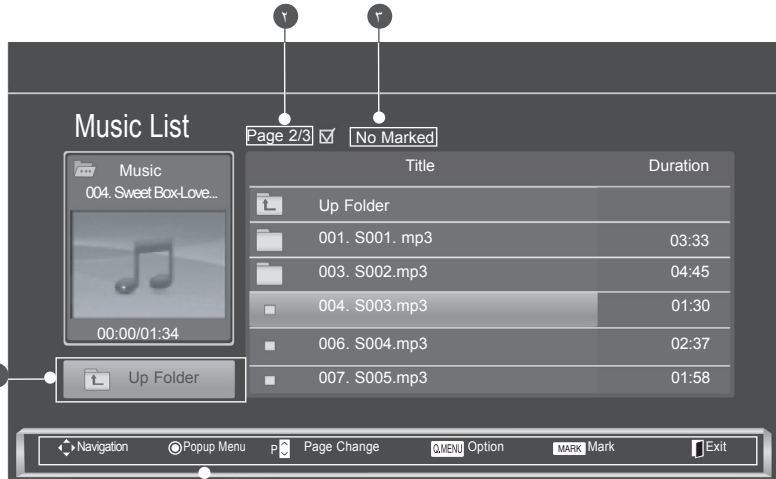 ٢ ٣
Music List
Page 2/3 No Marked
Music
004. Sweet Box-Love...
00:00/01:34
Up Folder
Title Duration
Up Folder
001. S001. mp3 03:33
003. S002.mp3 04:45
004. S003.mp3 01:30
006. S004.mp3 02:37
007. S005.mp3 01:58
Navigation Popup Menu P Page Change Q.MENU Option MARK Mark Exit